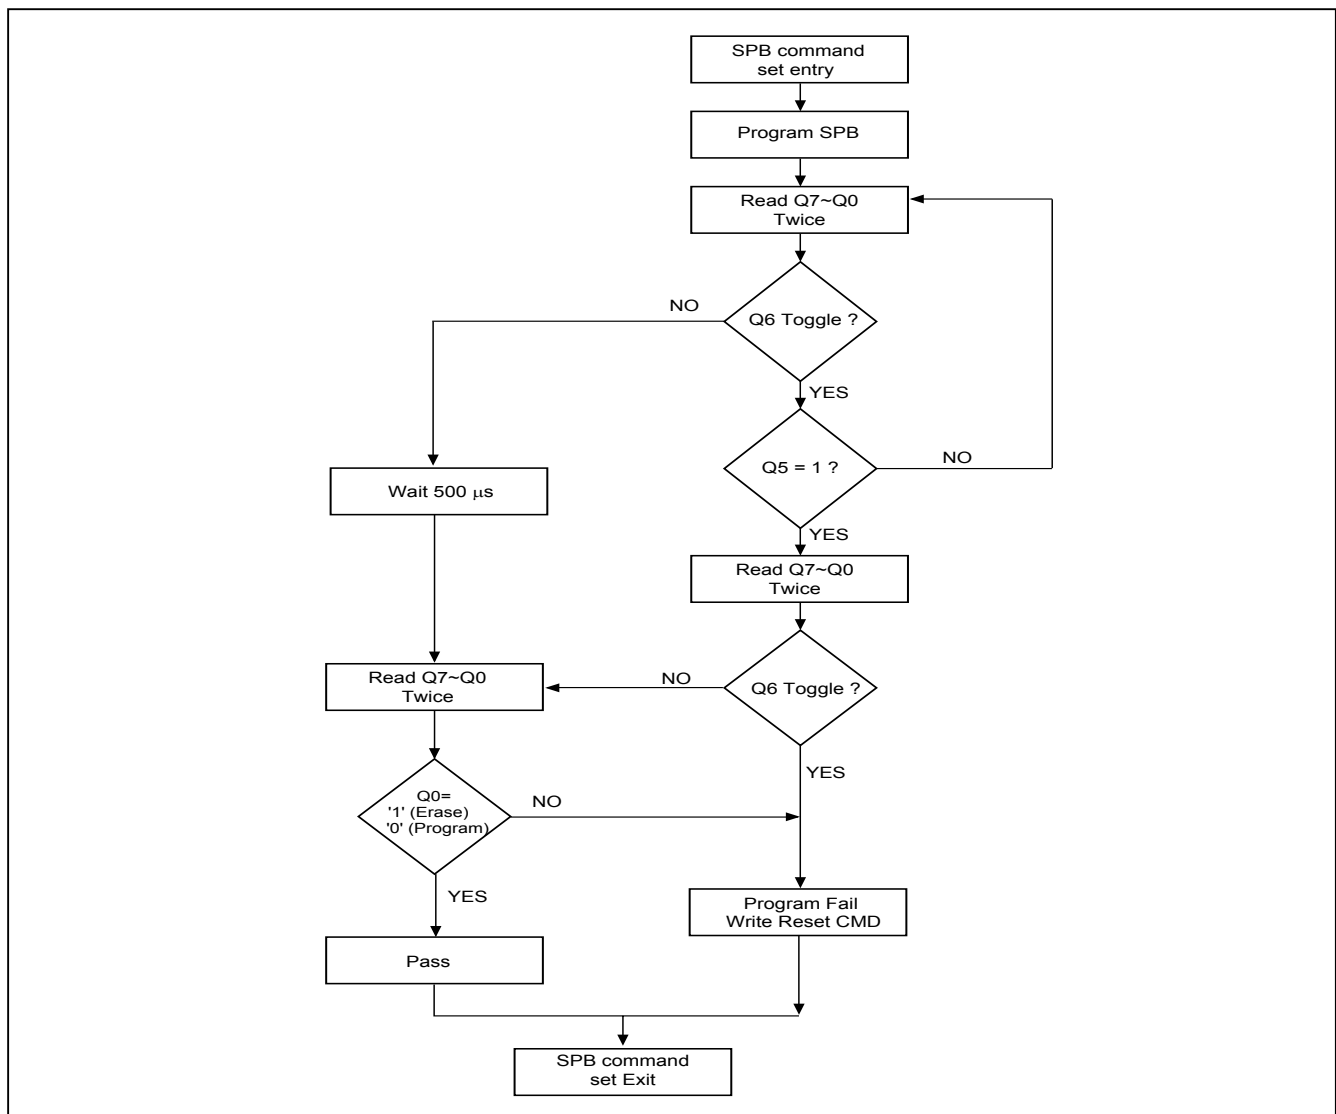 SPB command
set entry
Program SPB
Read Q7~Q0
Twice
NO
Q6 Toggle ?
YES
Q5 = 1 ?
NO
Wait 500 μs
YES
Read Q7~Q0
Twice
Read Q7~Q0
Twice
NO
Q6 Toggle ?
YES
Q0=
'1' (Erase)
'0' (Program)
NO
YES
Program Fail
Write Reset CMD
Pass
SPB command
set Exit